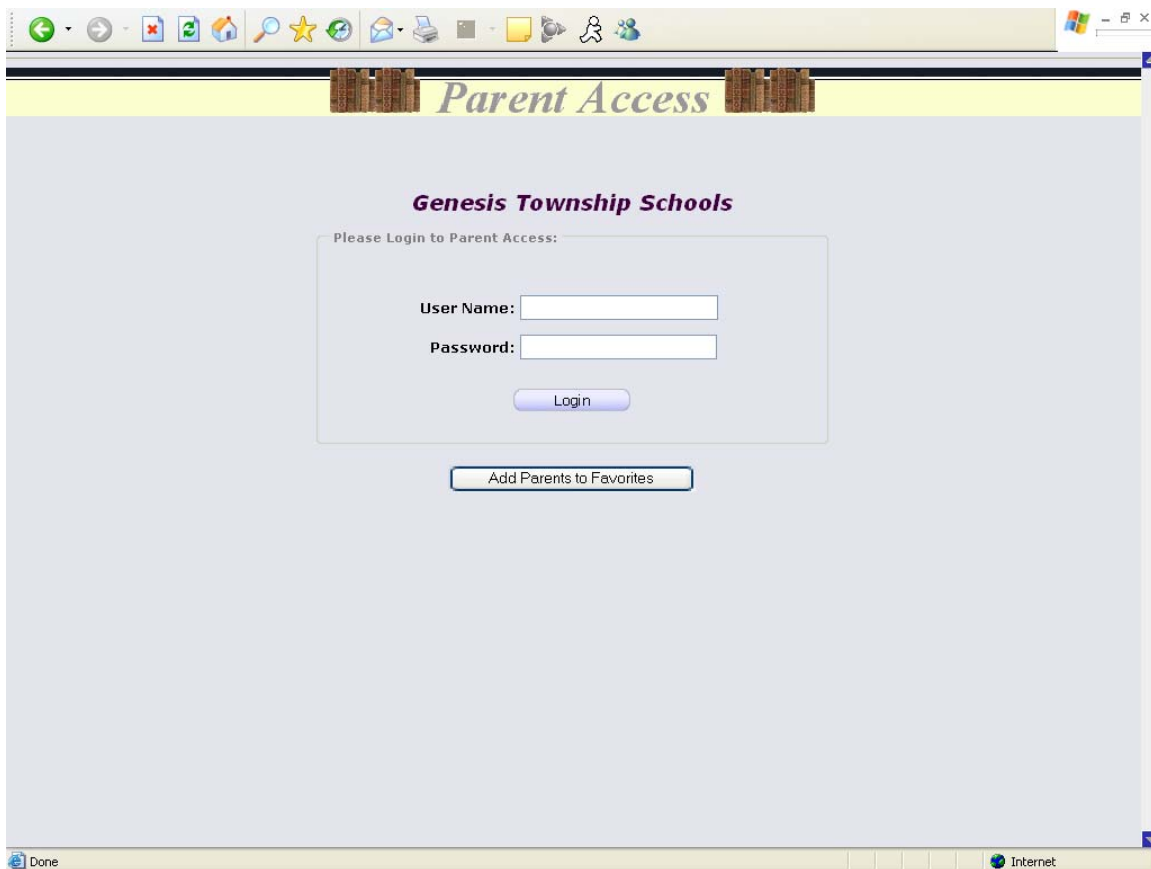 Parent Access
Genesis Township Schools
Please Login to Parent Access:
User Name:
Password:
Login
Add Parents to Favorites
Done
Internet